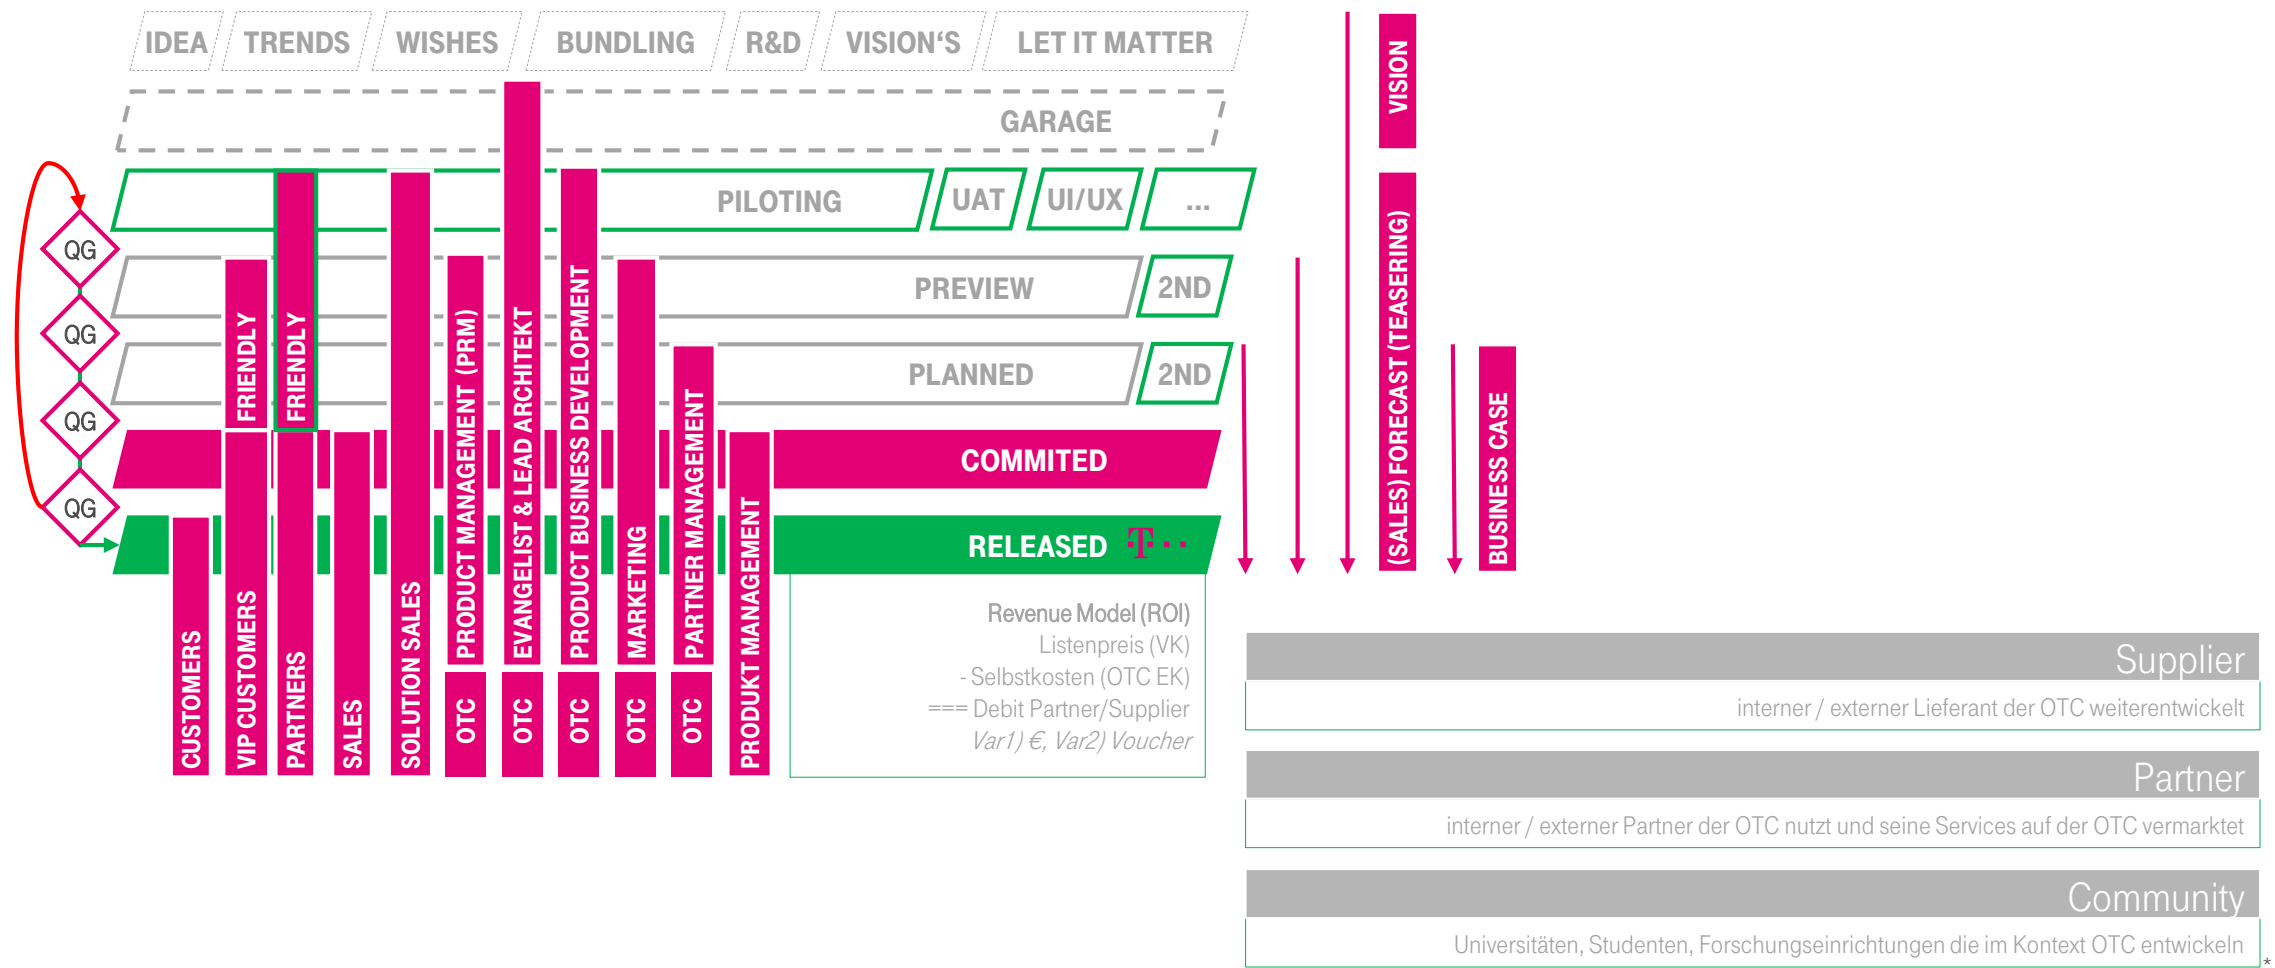 IDEA
TRENDS
WISHES
BUNDLING
R&D
VISION‘S
LET IT MATTER
GARAGE
PILOTING
UAT
UI/UX
...
PREVIEW
2ND
PLANNED
2ND
COMMITED
RELEASED
T··
QG
QG
QG
QG
CUSTOMERS
FRIENDLY
VIP CUSTOMERS
FRIENDLY
PARTNERS
SALES
SOLUTION SALES
PRODUCT MANAGEMENT (PRM)
OTC
EVANGELIST & LEAD ARCHITEKT
OTC
PRODUCT BUSINESS DEVELOPMENT
OTC
MARKETING
OTC
PARTNER MANAGEMENT
OTC
PRODUKT MANAGEMENT
Revenue Model (ROI)
Listenpreis (VK)
- Selbstkosten (OTC EK)
=== Debit Partner/Supplier
Var1) €, Var2) Voucher
VISION
(SALES) FORECAST (TEASERING)
BUSINESS CASE
Supplier
interner / externer Lieferant der OTC weiterentwickelt
Partner
interner / externer Partner der OTC nutzt und seine Services auf der OTC vermarktet
Community
Universitäten, Studenten, Forschungseinrichtungen die im Kontext OTC entwickeln
*